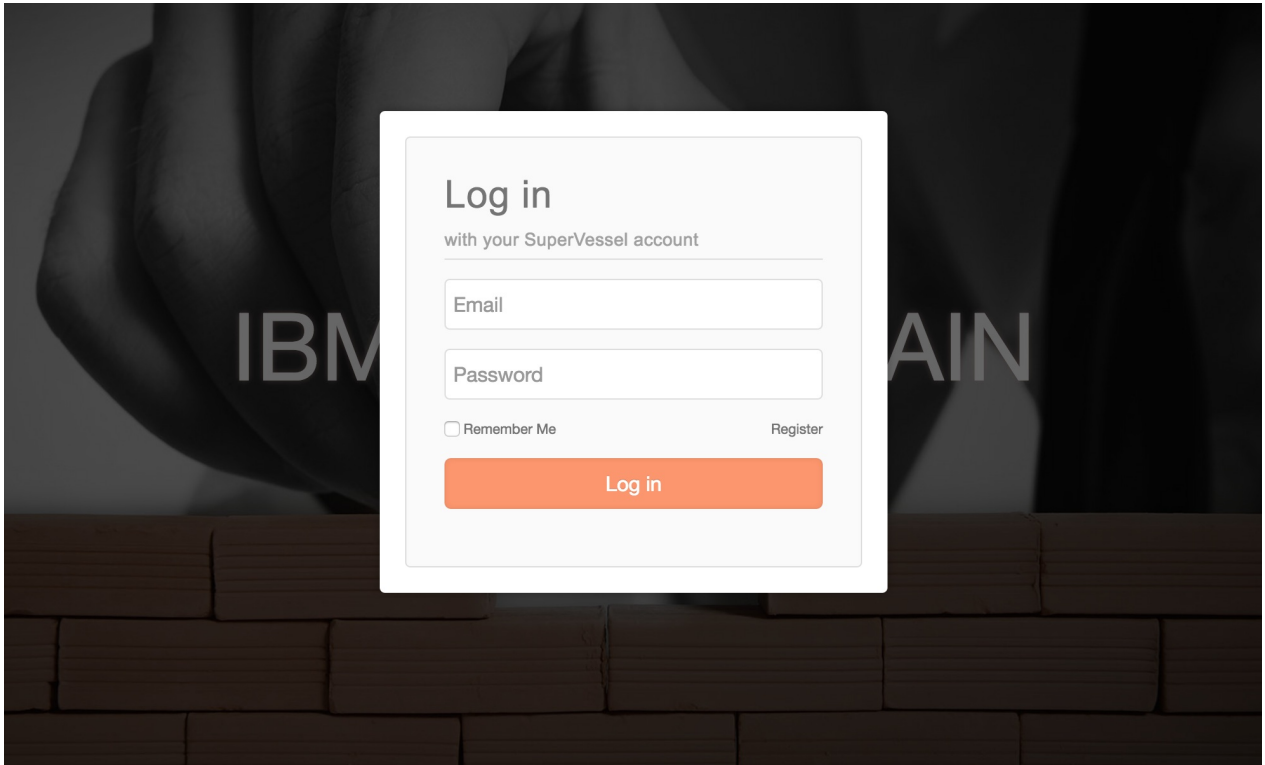 Log in
with your SuperVessel account
Email
IBM AIN
Password
Remember Me Register
Log in